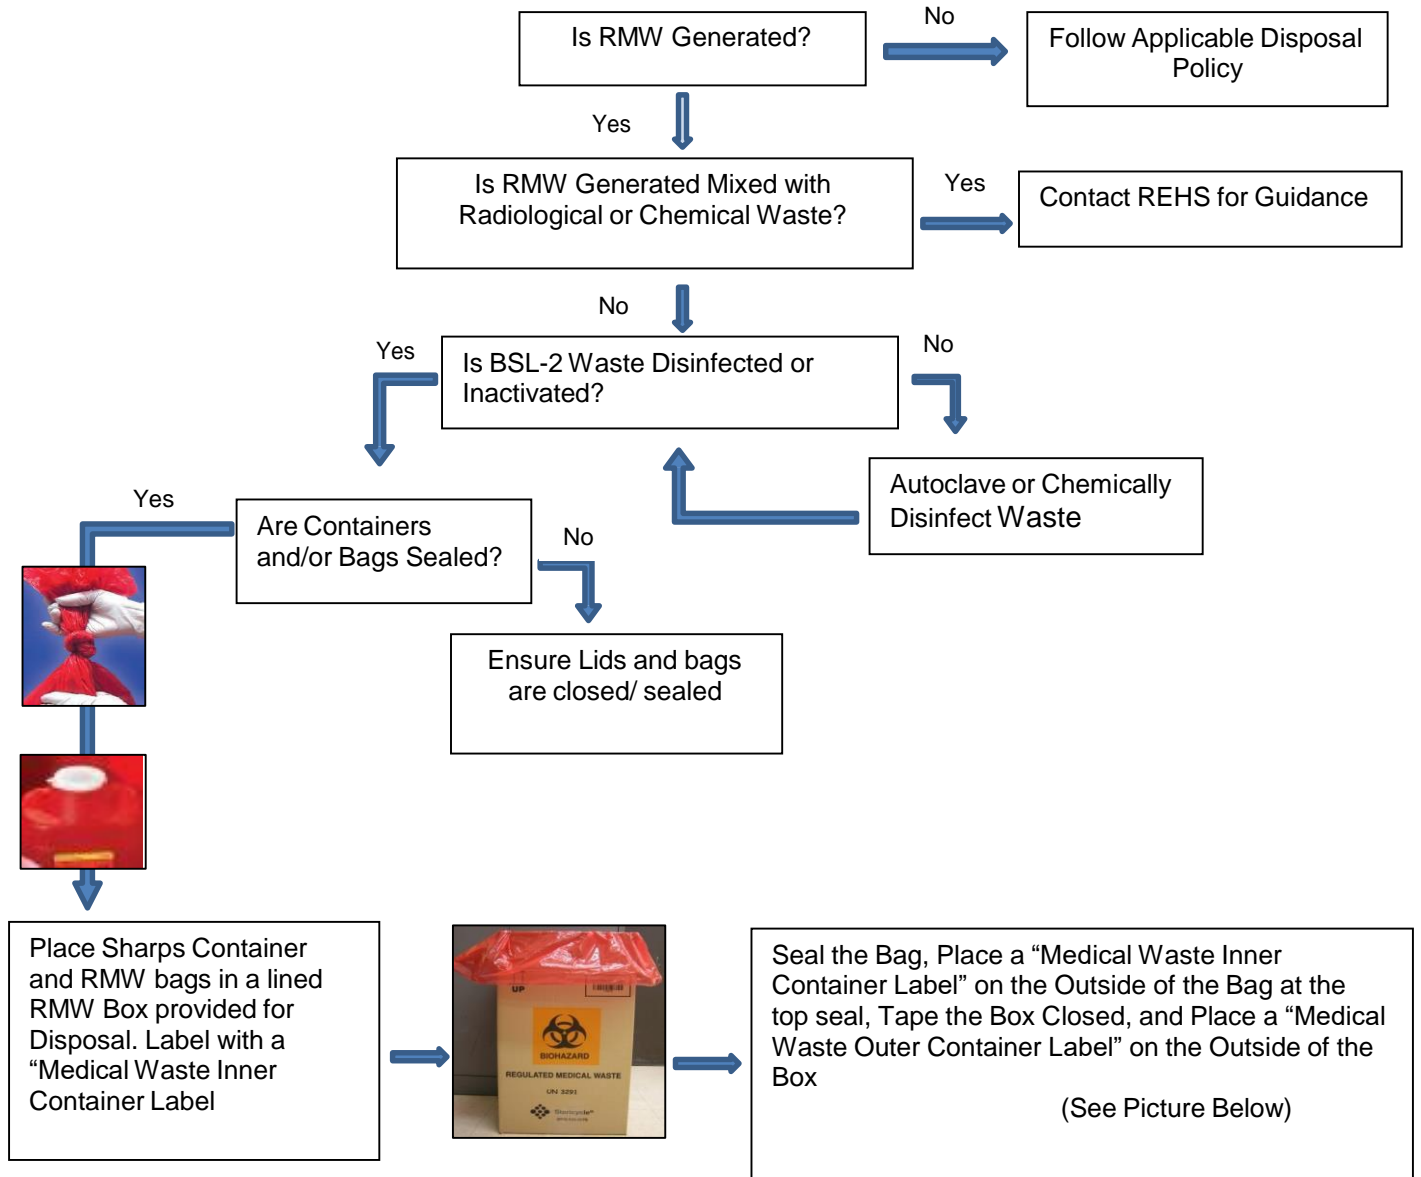 Is RMW Generated?
No
Follow Applicable Disposal
Policy
Yes
Is RMW Generated Mixed with
Radiological or Chemical Waste?
Yes
Contact REHS for Guidance
No
Yes
Is BSL-2 Waste Disinfected or
Inactivated?
No
Autoclave or Chemically
Disinfect Waste
Yes
Are Containers
and/or Bags Sealed?
No
Ensure Lids and bags
are closed/ sealed
Place Sharps Container
and RMW bags in a lined
RMW Box provided for
Disposal. Label with a
“Medical Waste Inner
Container Label
UP
BIOHAZARD
REGULATED MEDICAL WASTE
UN 3291
Stericycle
Seal the Bag, Place a “Medical Waste Inner
Container Label” on the Outside of the Bag at the
top seal, Tape the Box Closed, and Place a “Medical
Waste Outer Container Label” on the Outside of the
Box
(See Picture Below)